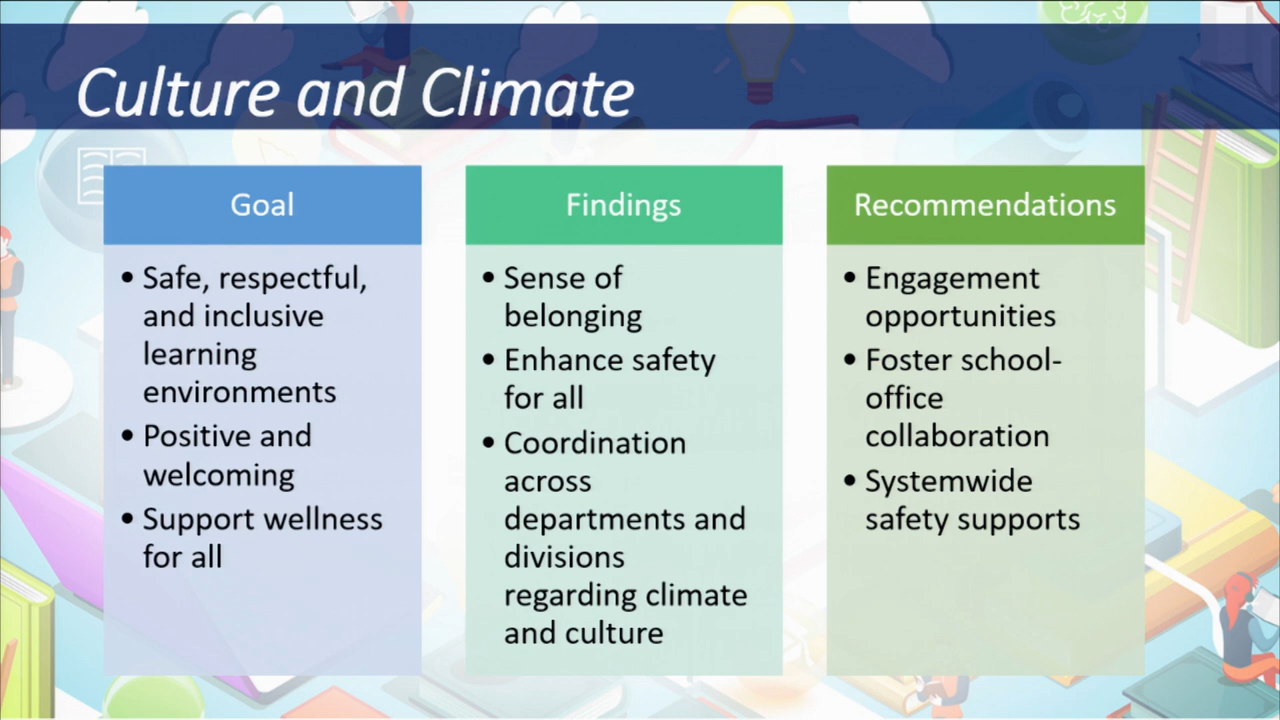 Culture and Climate
Goal
• Safe, respectful,
and inclusive
learning
environments
• Positive and
welcoming
• Support wellness
for all
Findings
• Sense of
belonging
• Enhance safety
for all
• Coordination
across
departments and
divisions
regarding climate
and culture
Recommendations
• Engagement
opportunities
• Foster school-
office
collaboration
• Systemwide
safety supports